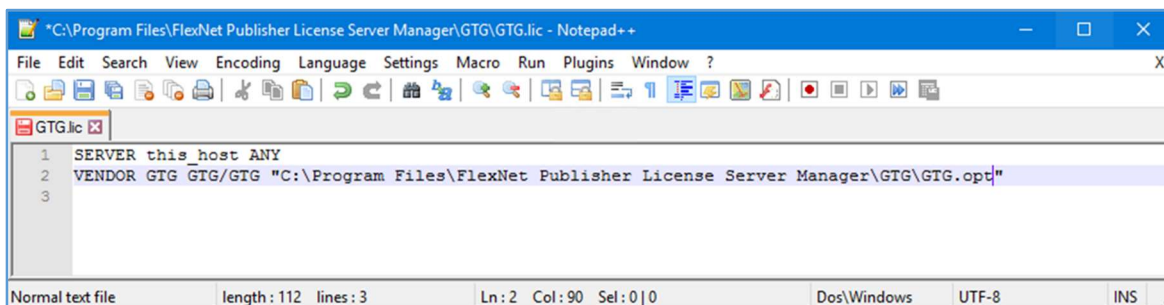 *C:\Program Files\FlexNet Publisher License Server Manager\GTG\GTG.lic - Notepad++
File Edit Search View Encoding Language Settings Macro Run Plugins Window ? X
GTG.lic
1 SERVER this_host ANY
2 VENDOR GTG GTG/GTG "C:\Program Files\FlexNet Publisher License Server Manager\GTG\GTG.opt"
3
Normal text file length : 112 lines : 3 Ln : 2 Col : 90 Sel : 0 | 0 Dos\Windows UTF-8 INS